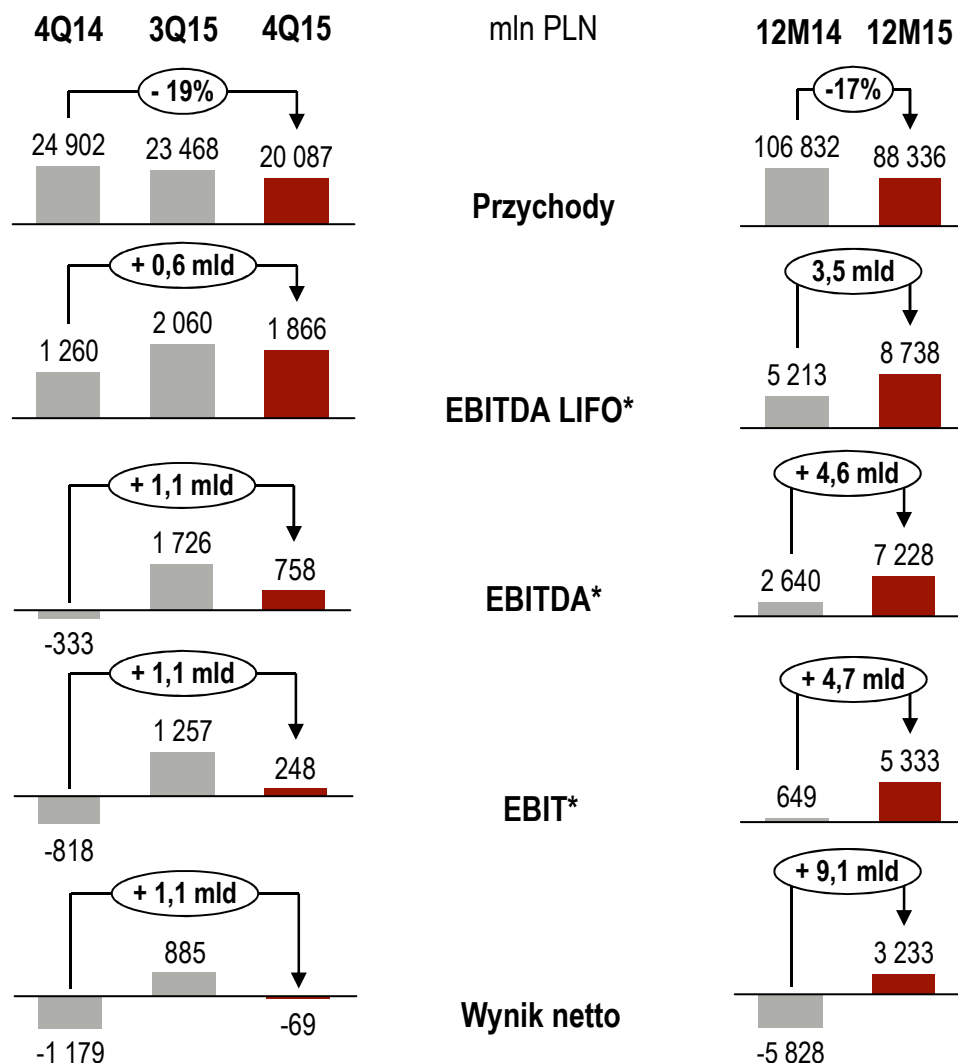 4Q14 3Q15 4Q15 mln PLN 12M14 12M15
- 19% -17%
24 902 23 468 20 087 106 832 88 336
Przychody
+ 0,6 mld 3,5 mld
1 260 2 060 1 866 5 213 8 738
EBITDA LIFO*
+ 1,1 mld + 4,6 mld
-333 1 726 758 2 640 7 228
EBITDA*
+ 1,1 mld + 4,7 mld
-818 1 257 248 649 5 333
EBIT*
+ 1,1 mld + 9,1 mld
-1 179 885 -69 -5 828 3 233
Wynik netto